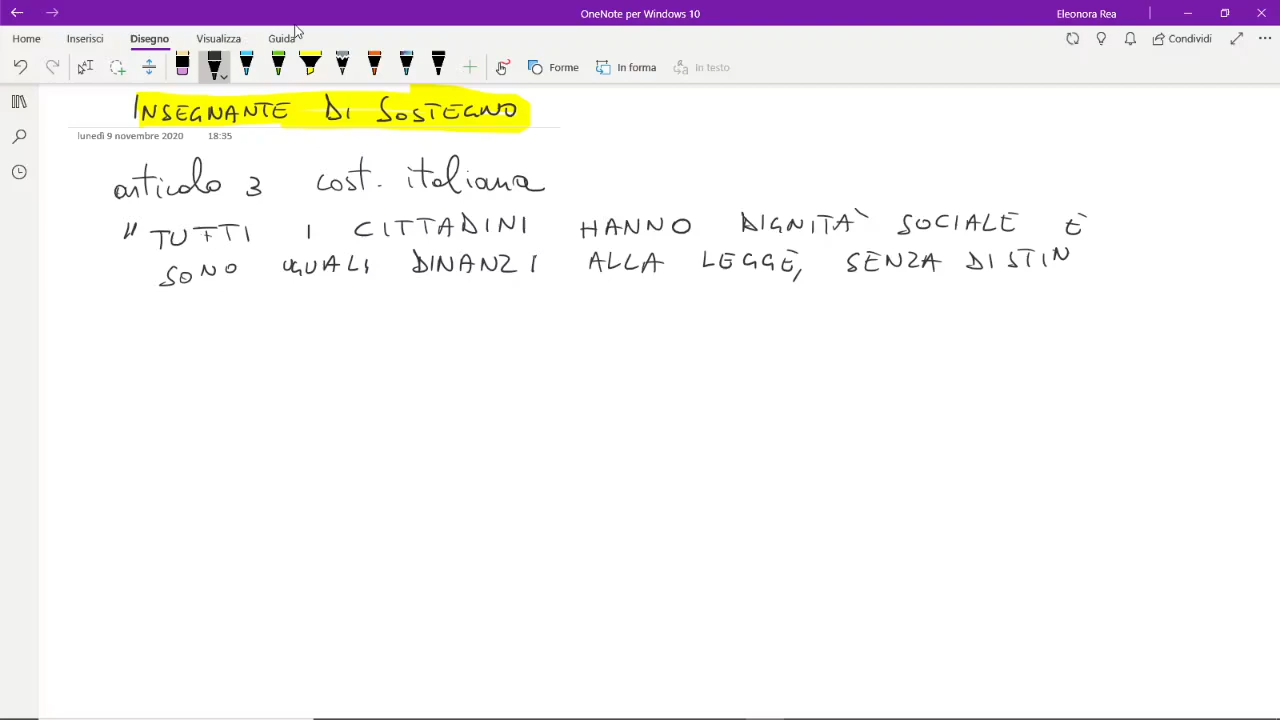 OneNote per Windows 10
Eleonora Rea
Home Inserisci Disegno Visualizza Guida
Condividi
Forme In forma In testo
INSEGNANTE DI SOSTEGNO
lunedì 9 novembre 2020 18:35
articolo 3 cost. italiana
"TUTTI I CITTADINI HANNO DIGNITÀ SOCIALE E
SONO UGUALI DINANZI ALLA LEGGE, SENZA DISTIN